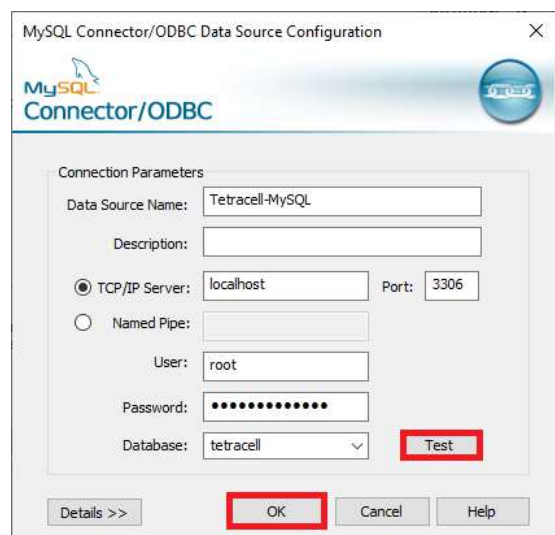 MySQL Connector/ODBC Data Source Configuration
MySQL
Connector/ODBC
Connection Parameters
Data Source Name: Tetracell-MySQL
Description:
TCP/IP Server: localhost Port: 3306
Named Pipe:
User: root
Password: •••••••••••••
Database: tetracell Test
Details >> OK Cancel Help